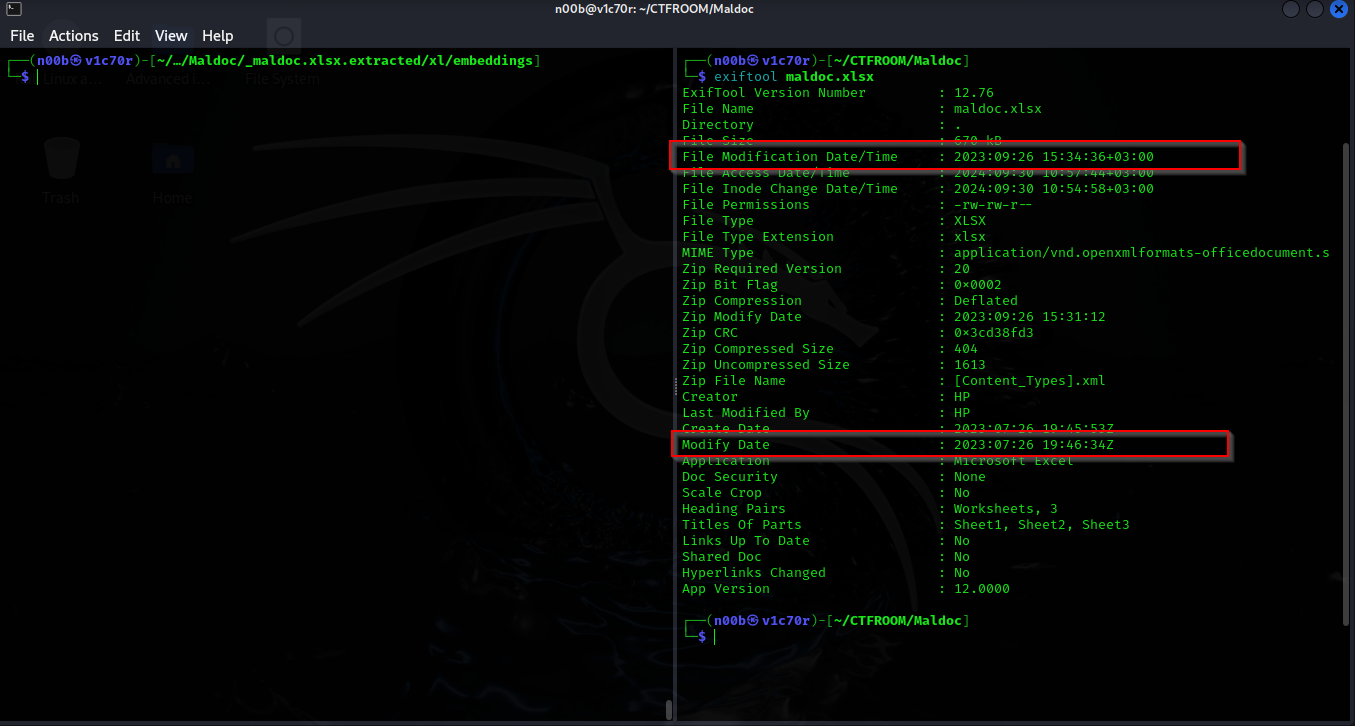 n00b@v1c70r: ~/CTFROOM/Maldoc
File Actions Edit View Help
┌──(n00b㉿v1c70r)-[~/…/Maldoc/_maldoc.xlsx.extracted/xl/embeddings]
└─$
File System
Trash
Home
┌──(n00b㉿v1c70r)-[~/CTFROOM/Maldoc]
└─$ exiftool maldoc.xlsx
ExifTool Version Number : 12.76
File Name : maldoc.xlsx
Directory : .
File Size : 670 kB
File Modification Date/Time : 2023:09:26 15:34:36+03:00
File Access Date/Time : 2024:09:30 10:57:44+03:00
File Inode Change Date/Time : 2024:09:30 10:54:58+03:00
File Permissions : -rw-rw-r--
File Type : XLSX
File Type Extension : xlsx
MIME Type : application/vnd.openxmlformats-officedocument.s
Zip Required Version : 20
Zip Bit Flag : 0×0002
Zip Compression : Deflated
Zip Modify Date : 2023:09:26 15:31:12
Zip CRC : 0×3cd38fd3
Zip Compressed Size : 404
Zip Uncompressed Size : 1613
Zip File Name : [Content_Types].xml
Creator : HP
Last Modified By : HP
Create Date : 2023:07:26 19:45:53Z
Modify Date : 2023:07:26 19:46:34Z
Application : Microsoft Excel
Doc Security : None
Scale Crop : No
Heading Pairs : Worksheets, 3
Titles Of Parts : Sheet1, Sheet2, Sheet3
Links Up To Date : No
Shared Doc : No
Hyperlinks Changed : No
App Version : 12.0000
┌──(n00b㉿v1c70r)-[~/CTFROOM/Maldoc]
└─$